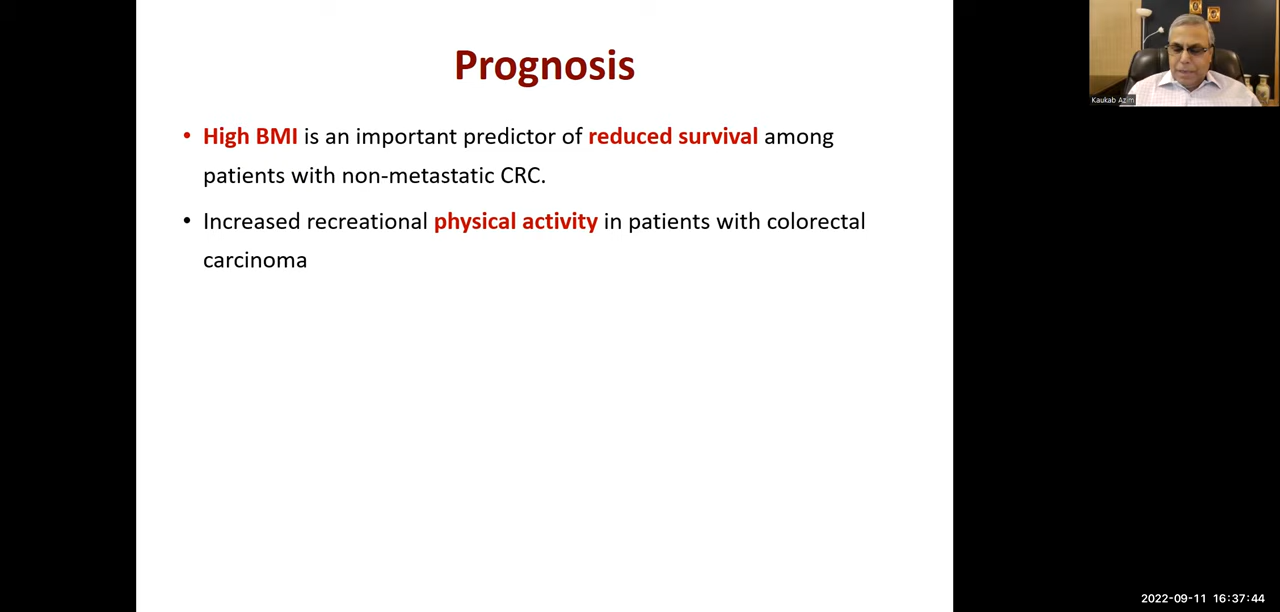 Prognosis
• High BMI is an important predictor of reduced survival among
patients with non-metastatic CRC.
• Increased recreational physical activity in patients with colorectal
carcinoma
Kaukab Azim
2022-09-11 16:37:44